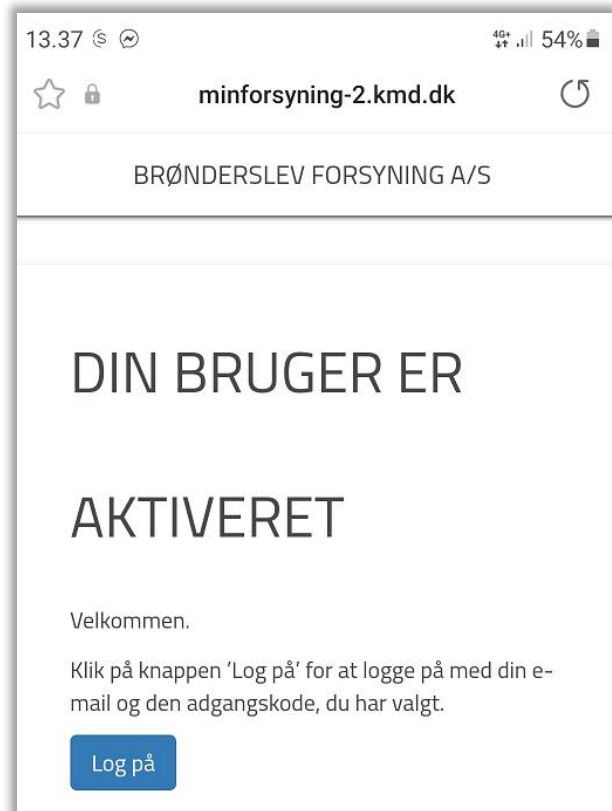 13.37 4G+ 54%
minforsyning-2.kmd.dk
BRØNDERSLEV FORSYNING A/S
DIN BRUGER ER
AKTIVERET
Velkommen.
Klik på knappen 'Log på' for at logge på med din e-
mail og den adgangskode, du har valgt.
Log på